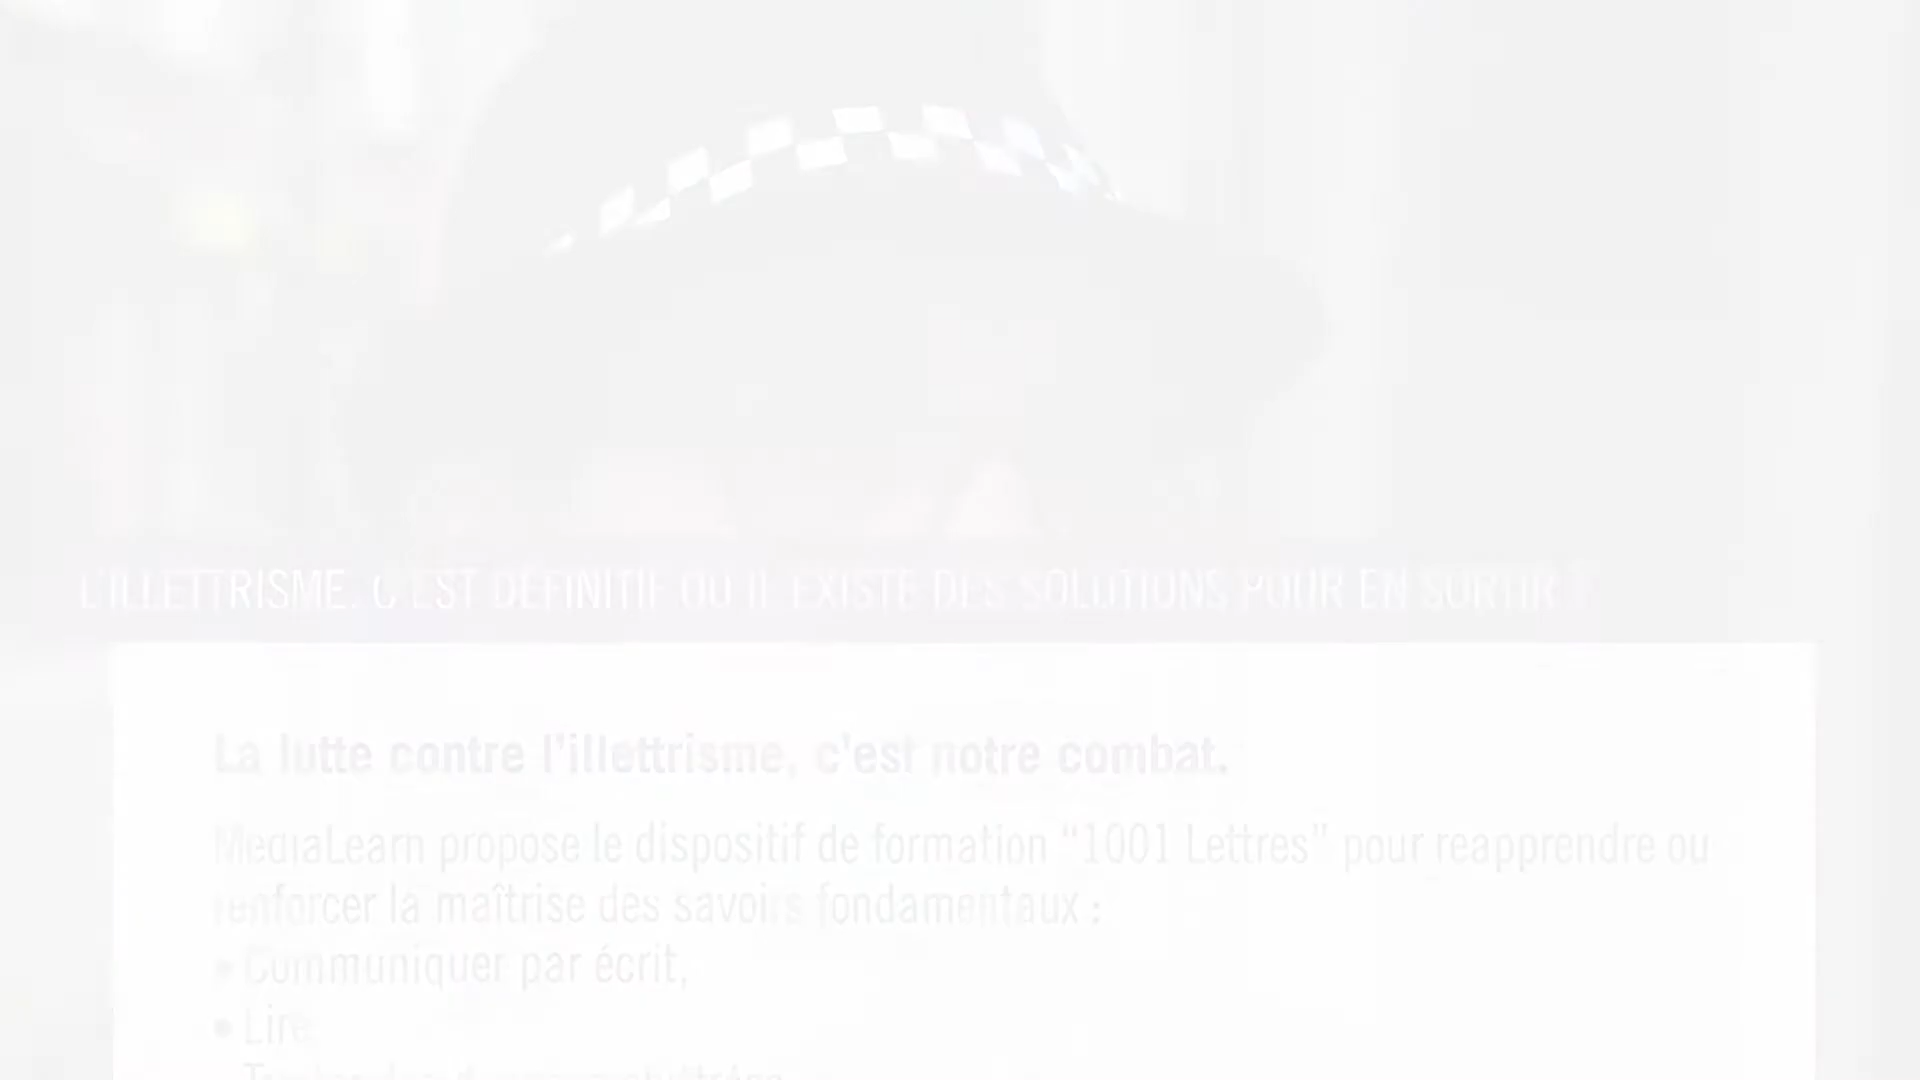 L'ILLETTRISME. C'EST DÉFINITIF OU IL EXISTE DES SOLUTIONS POUR EN SORTIR ?
La lutte contre l'illettrisme, c'est notre combat.
MediaLearn propose le dispositif de formation "1001 Lettres" pour reapprendre ou
renforcer la maîtrise des savoirs fondamentaux :
• Communiquer par écrit,
• Lire